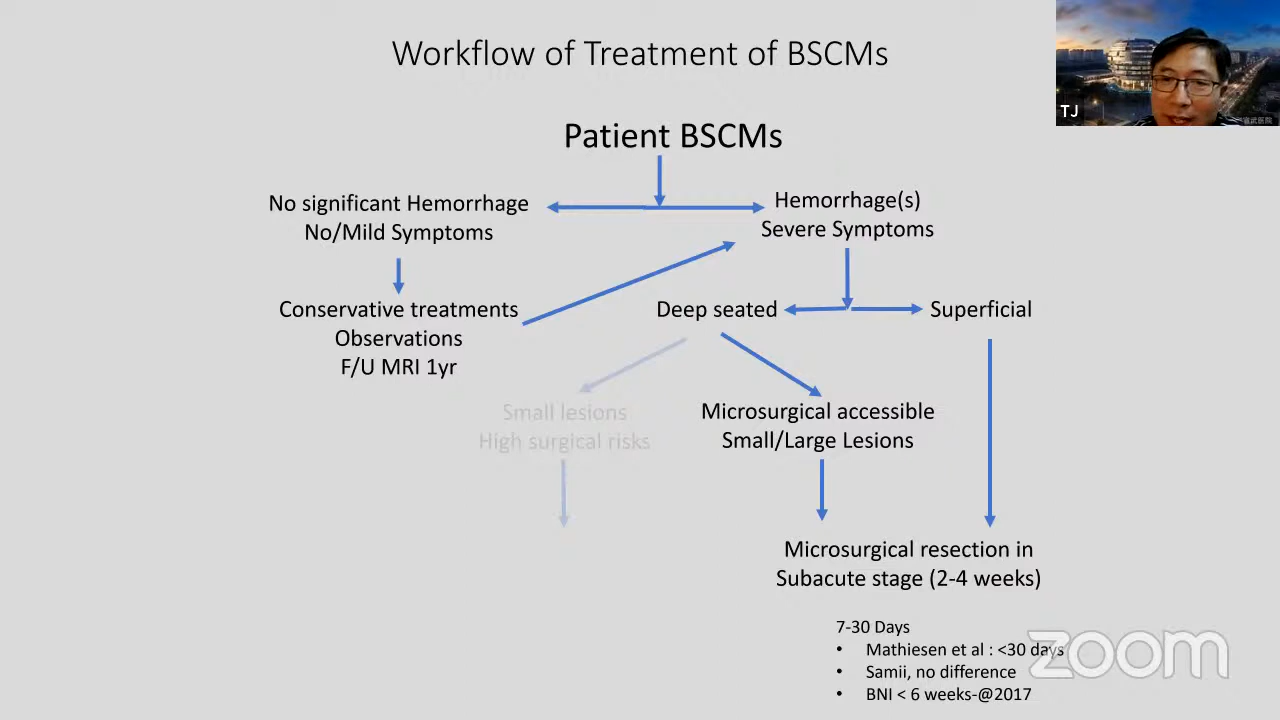 Workflow of Treatment of BSCMs
TJ
Patient BSCMs
No significant Hemorrhage
No/Mild Symptoms
Hemorrhage(s)
Severe Symptoms
Conservative treatments
Observations
F/U MRI 1yr
Deep seated
Superficial
Small lesions
High surgical risks
Microsurgical accessible
Small/Large Lesions
Microsurgical resection in
Subacute stage (2-4 weeks)
7-30 Days
• Mathiesen et al : <30 days
• Samii, no difference
• BNI < 6 weeks-@2017
zoom